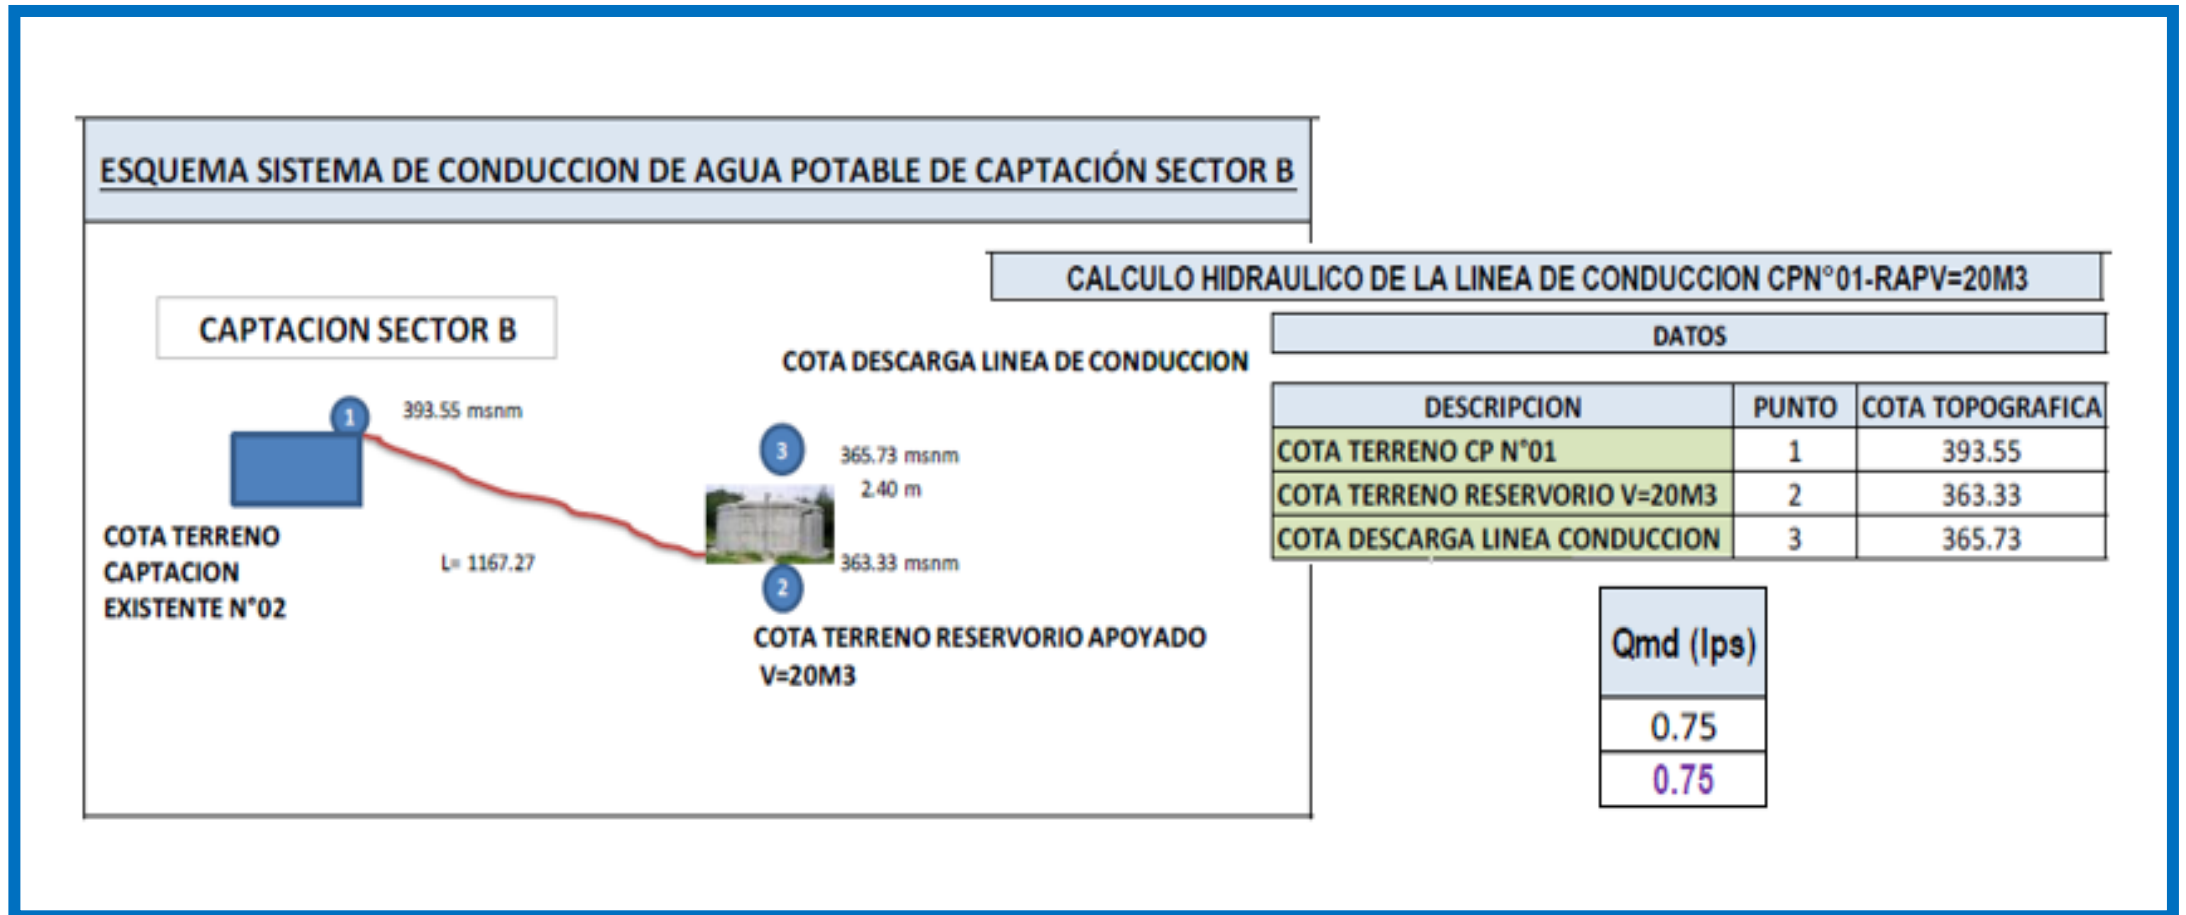 ESQUEMA SISTEMA DE CONDUCCION DE AGUA POTABLE DE CAPTACIÓN SECTOR B
CAPTACION SECTOR B
1
393.55 msnm
COTA TERRENO
CAPTACION
EXISTENTE N°02
L= 1167.27
COTA DESCARGA LINEA DE CONDUCCION
3
365.73 msnm
2.40 m
363.33 msnm
2
COTA TERRENO RESERVORIO APOYADO
V=20M3
CALCULO HIDRAULICO DE LA LINEA DE CONDUCCION CPN°01-RAPV=20M3
DATOS
DESCRIPCION PUNTO COTA TOPOGRAFICA
COTA TERRENO CP N°01 1 393.55
COTA TERRENO RESERVORIO V=20M3 2 363.33
COTA DESCARGA LINEA CONDUCCION 3 365.73
Qmd (lps)
0.75
0.75